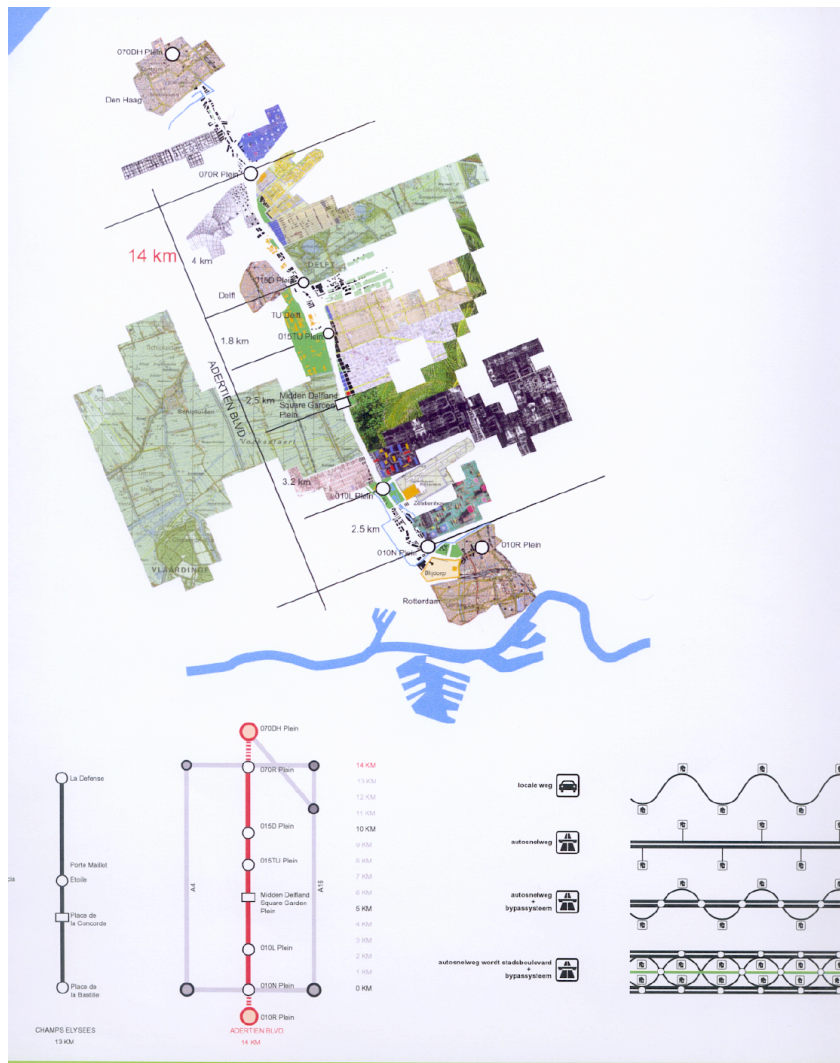 070DH Plein
Den Haag
070R Plein
14 km
4 km
DELFT
015D Plein
Delft
TU Delft
015TU Plein
1.8 km
ADERTIEN BLVD
2.5 km
Midden Delfland
Square Garden
Plein
3.2 km
010L Plein
Zestienhoven
2.5 km
010N Plein
010R Plein
Blijdorp
VLAARDINGE
Rotterdam
La Defense
Porte Maillet
Etoile
Place de
la Concorde
Place de
la Bastille
CHAMPS ELYSEES
13 KM
070DH Plein
070R Plein
015D Plein
015TU Plein
A4
Midden Delfland
Square Garden
Plein
010L Plein
010N Plein
010R Plein
ADERTIEN BLVD
14 KM
14 KM
13 KM
12 KM
11 KM
10 KM
9 KM
8 KM
7 KM
6 KM
5 KM
4 KM
3 KM
2 KM
1 KM
0 KM
locale weg
autosnelweg
autosnelweg
+
bypassysteem
autosnelweg wordt stadsboulevard
+
bypassysteem